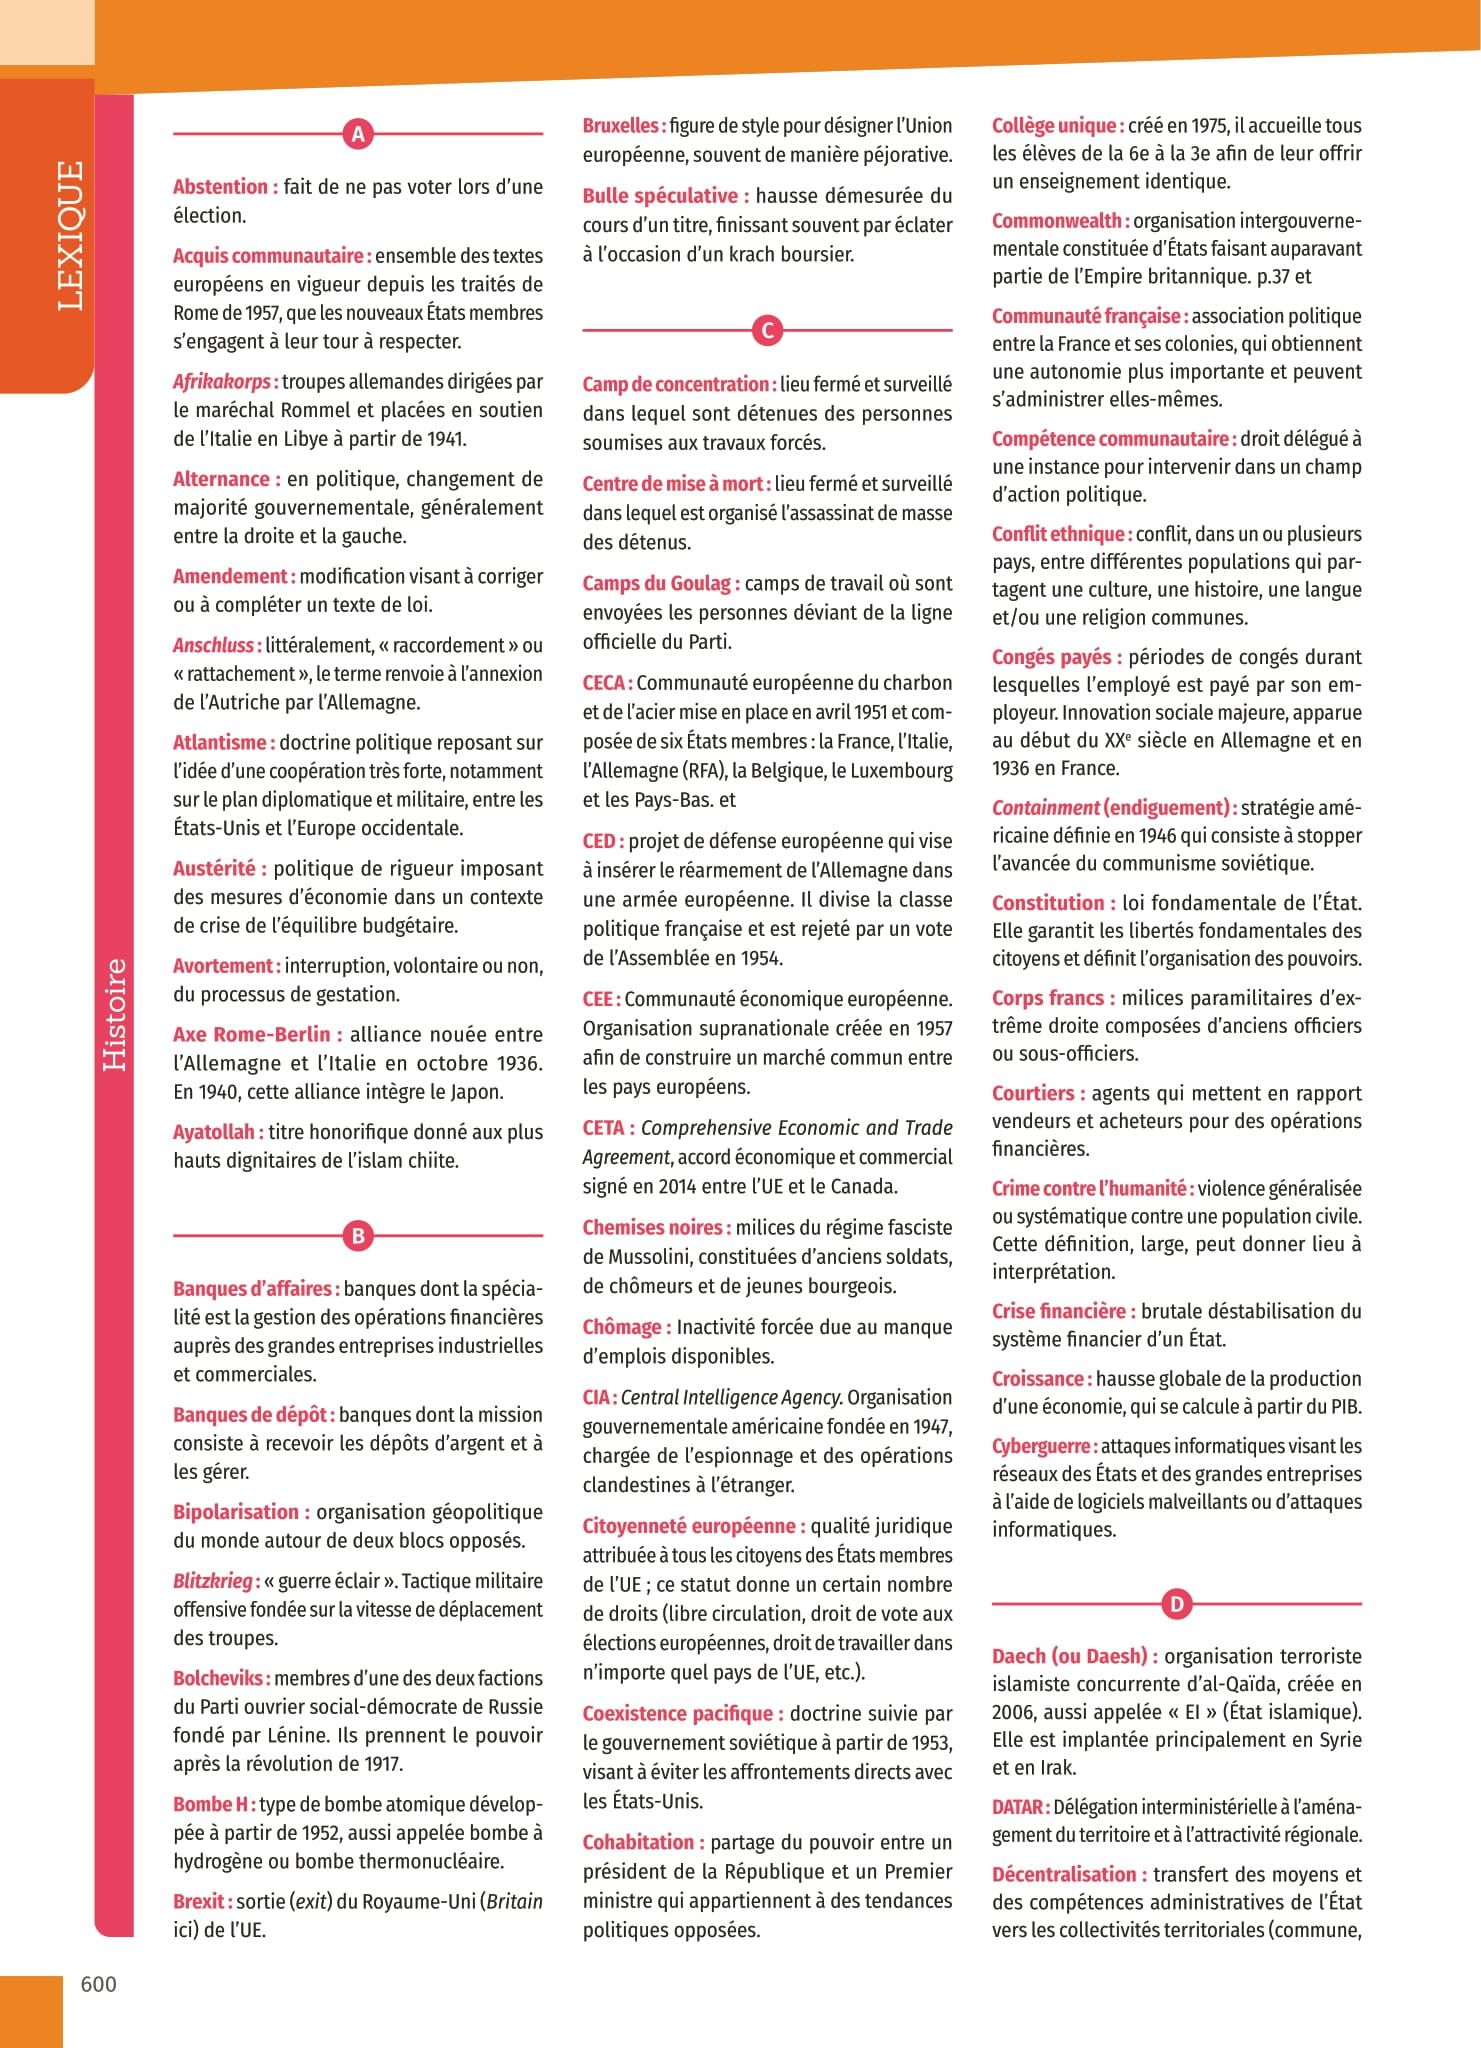 LEXIQUE
Histoire
A
Abstention : fait de ne pas voter lors d’une
élection.
Acquis communautaire : ensemble des textes
européens en vigueur depuis les traités de
Rome de 1957, que les nouveaux États membres
s’engagent à leur tour à respecter.
Afrikakorps : troupes allemandes dirigées par
le maréchal Rommel et placées en soutien
de l’Italie en Libye à partir de 1941.
Alternance : en politique, changement de
majorité gouvernementale, généralement
entre la droite et la gauche.
Amendement : modification visant à corriger
ou à compléter un texte de loi.
Anschluss : littéralement, « raccordement » ou
« rattachement », le terme renvoie à l’annexion
de l’Autriche par l’Allemagne.
Atlantisme : doctrine politique reposant sur
l’idée d’une coopération très forte, notamment
sur le plan diplomatique et militaire, entre les
États-Unis et l’Europe occidentale.
Austérité : politique de rigueur imposant
des mesures d’économie dans un contexte
de crise de l’équilibre budgétaire.
Avortement : interruption, volontaire ou non,
du processus de gestation.
Axe Rome-Berlin : alliance nouée entre
l’Allemagne et l’Italie en octobre 1936.
En 1940, cette alliance intègre le Japon.
Ayatollah : titre honorifique donné aux plus
hauts dignitaires de l’islam chiite.
B
Banques d’affaires : banques dont la spécia-
lité est la gestion des opérations financières
auprès des grandes entreprises industrielles
et commerciales.
Banques de dépôt : banques dont la mission
consiste à recevoir les dépôts d’argent et à
les gérer.
Bipolarisation : organisation géopolitique
du monde autour de deux blocs opposés.
Blitzkrieg : « guerre éclair ». Tactique militaire
offensive fondée sur la vitesse de déplacement
des troupes.
Bolcheviks : membres d’une des deux factions
du Parti ouvrier social-démocrate de Russie
fondé par Lénine. Ils prennent le pouvoir
après la révolution de 1917.
Bombe H : type de bombe atomique dévelop-
pée à partir de 1952, aussi appelée bombe à
hydrogène ou bombe thermonucléaire.
Brexit : sortie (exit) du Royaume-Uni (Britain
ici) de l’UE.
Bruxelles : figure de style pour désigner l’Union
européenne, souvent de manière péjorative.
Bulle spéculative : hausse démesurée du
cours d’un titre, finissant souvent par éclater
à l’occasion d’un krach boursier.
C
Camp de concentration : lieu fermé et surveillé
dans lequel sont détenues des personnes
soumises aux travaux forcés.
Centre de mise à mort : lieu fermé et surveillé
dans lequel est organisé l’assassinat de masse
des détenus.
Camps du Goulag : camps de travail où sont
envoyées les personnes déviant de la ligne
officielle du Parti.
CECA : Communauté européenne du charbon
et de l’acier mise en place en avril 1951 et com-
posée de six États membres : la France, l’Italie,
l’Allemagne (RFA), la Belgique, le Luxembourg
et les Pays-Bas. et
CED : projet de défense européenne qui vise
à insérer le réarmement de l’Allemagne dans
une armée européenne. Il divise la classe
politique française et est rejeté par un vote
de l’Assemblée en 1954.
CEE : Communauté économique européenne.
Organisation supranationale créée en 1957
afin de construire un marché commun entre
les pays européens.
CETA : Comprehensive Economic and Trade
Agreement, accord économique et commercial
signé en 2014 entre l’UE et le Canada.
Chemises noires : milices du régime fasciste
de Mussolini, constituées d’anciens soldats,
de chômeurs et de jeunes bourgeois.
Chômage : Inactivité forcée due au manque
d’emplois disponibles.
CIA : Central Intelligence Agency. Organisation
gouvernementale américaine fondée en 1947,
chargée de l’espionnage et des opérations
clandestines à l’étranger.
Citoyenneté européenne : qualité juridique
attribuée à tous les citoyens des États membres
de l’UE ; ce statut donne un certain nombre
de droits (libre circulation, droit de vote aux
élections européennes, droit de travailler dans
n’importe quel pays de l’UE, etc.).
Coexistence pacifique : doctrine suivie par
le gouvernement soviétique à partir de 1953,
visant à éviter les affrontements directs avec
les États-Unis.
Cohabitation : partage du pouvoir entre un
président de la République et un Premier
ministre qui appartiennent à des tendances
politiques opposées.
Collège unique : créé en 1975, il accueille tous
les élèves de la 6e à la 3e afin de leur offrir
un enseignement identique.
Commonwealth : organisation intergouverne-
mentale constituée d’États faisant auparavant
partie de l’Empire britannique. p.37 et
Communauté française : association politique
entre la France et ses colonies, qui obtiennent
une autonomie plus importante et peuvent
s’administrer elles-mêmes.
Compétence communautaire : droit délégué à
une instance pour intervenir dans un champ
d’action politique.
Conflit ethnique : conflit, dans un ou plusieurs
pays, entre différentes populations qui par-
tagent une culture, une histoire, une langue
et/ou une religion communes.
Congés payés : périodes de congés durant
lesquelles l’employé est payé par son em-
ployeur. Innovation sociale majeure, apparue
au début du XXe siècle en Allemagne et en
1936 en France.
Containment (endiguement) : stratégie amé-
ricaine définie en 1946 qui consiste à stopper
l’avancée du communisme soviétique.
Constitution : loi fondamentale de l’État.
Elle garantit les libertés fondamentales des
citoyens et définit l’organisation des pouvoirs.
Corps francs : milices paramilitaires d’ex-
trême droite composées d’anciens officiers
ou sous-officiers.
Courtiers : agents qui mettent en rapport
vendeurs et acheteurs pour des opérations
financières.
Crime contre l’humanité : violence généralisée
ou systématique contre une population civile.
Cette définition, large, peut donner lieu à
interprétation.
Crise financière : brutale déstabilisation du
système financier d’un État.
Croissance : hausse globale de la production
d’une économie, qui se calcule à partir du PIB.
Cyberguerre : attaques informatiques visant les
réseaux des États et des grandes entreprises
à l’aide de logiciels malveillants ou d’attaques
informatiques.
D
Daech (ou Daesh) : organisation terroriste
islamiste concurrente d’al-Qaïda, créée en
2006, aussi appelée « EI » (État islamique).
Elle est implantée principalement en Syrie
et en Irak.
DATAR : Délégation interministérielle à l’aména-
gement du territoire et à l’attractivité régionale.
Décentralisation : transfert des moyens et
des compétences administratives de l’État
vers les collectivités territoriales (commune,
600